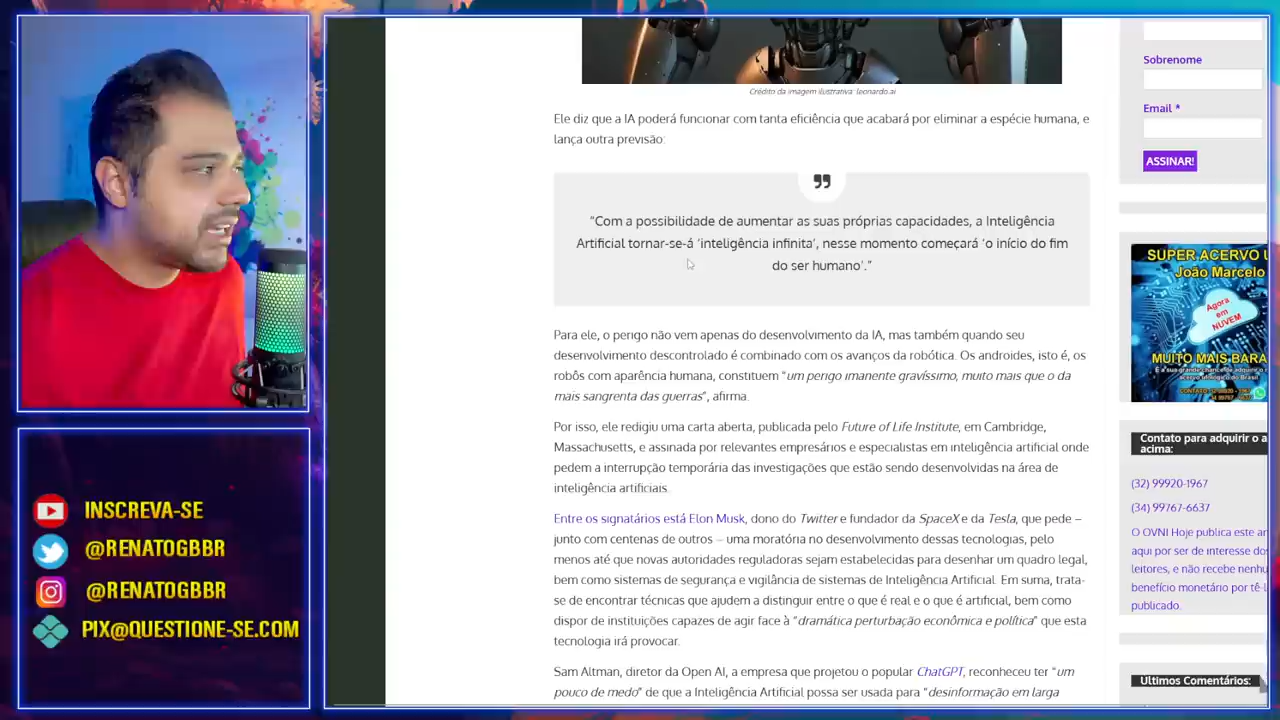 Crédito da imagem ilustrativa: leonardo.ai
Ele diz que a IA poderá funcionar com tanta eficiência que acabará por eliminar a espécie humana, e
lança outra previsão:
"Com a possibilidade de aumentar as suas próprias capacidades, a Inteligência
Artificial tornar-se-á 'inteligência infinita', nesse momento começará 'o início do fim
do ser humano'."
Para ele, o perigo não vem apenas do desenvolvimento da IA, mas também quando seu
desenvolvimento descontrolado é combinado com os avanços da robótica. Os androides, isto é, os
robôs com aparência humana, constituem "um perigo imanente gravíssimo, muito mais que o da
mais sangrenta das guerras", afirma.
Por isso, ele redigiu uma carta aberta, publicada pelo Future of Life Institute, em Cambridge,
Massachusetts, e assinada por relevantes empresários e especialistas em inteligência artificial onde
pedem a interrupção temporária das investigações que estão sendo desenvolvidas na área de
inteligência artificiais.
Entre os signatários está Elon Musk, dono do Twitter e fundador da SpaceX e da Tesla, que pede –
junto com centenas de outros – uma moratória no desenvolvimento dessas tecnologias, pelo
menos até que novas autoridades reguladoras sejam estabelecidas para desenhar um quadro legal,
bem como sistemas de segurança e vigilância de sistemas de Inteligência Artificial. Em suma, trata-
se de encontrar técnicas que ajudem a distinguir entre o que é real e o que é artificial, bem como
dispor de instituições capazes de agir face à "dramática perturbação econômica e política" que esta
tecnologia irá provocar.
Sam Altman, diretor da Open AI, a empresa que projetou o popular ChatGPT, reconheceu ter "um
pouco de medo" de que a Inteligência Artificial possa ser usada para "desinformação em larga
Sobrenome
Email *
ASSINAR!
SUPER ACERVO U
João Marcelo
Agora
em
NUVEM
MUITO MAIS BARA
Contato para adquirir o a
acima:
(32) 99920-1967
(34) 99767-6637
O OVNI Hoje publica este an
aqui por ser de interesse dos
leitores, e não recebe nenhu
benefício monetário por tê-l
publicado.
Ultimos Comentários:
INSCREVA-SE
@RENATOGBBR
@RENATOGBBR
PIX@QUESTIONE-SE.COM